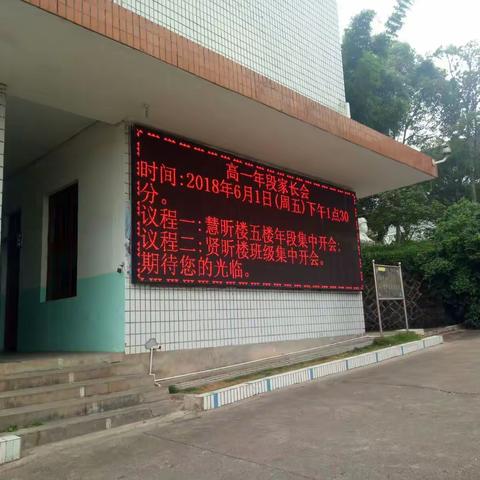 高一年段家长会
时间:2018年6月1日(周五)下午1点30
分。
议程一:慧昕楼五楼年段集中开会;
议程二:贤昕楼班级集中开会。
期待您的光临。